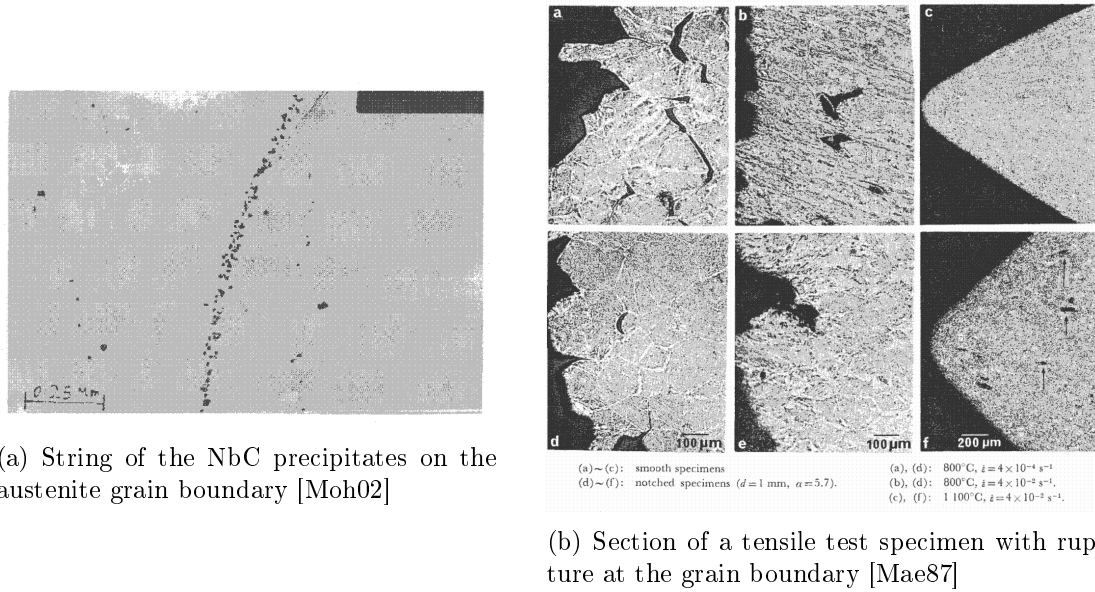 a
b
c
d
e
f
0.25 μm
100 μm
100 μm
200 μm
(a)~(c): smooth specimens
(d)~(f): notched specimens (d=1 mm, α=5.7).
(a), (d): 800°C, ε̇=4×10⁻⁴ s⁻¹
(b), (d): 800°C, ε̇=4×10⁻² s⁻¹.
(c), (f): 1 100°C, ε̇=4×10⁻² s⁻¹.
(a) String of the NbC precipitates on the
austenite grain boundary [Moh02]
(b) Section of a tensile test specimen with rup-
ture at the grain boundary [Mae87]